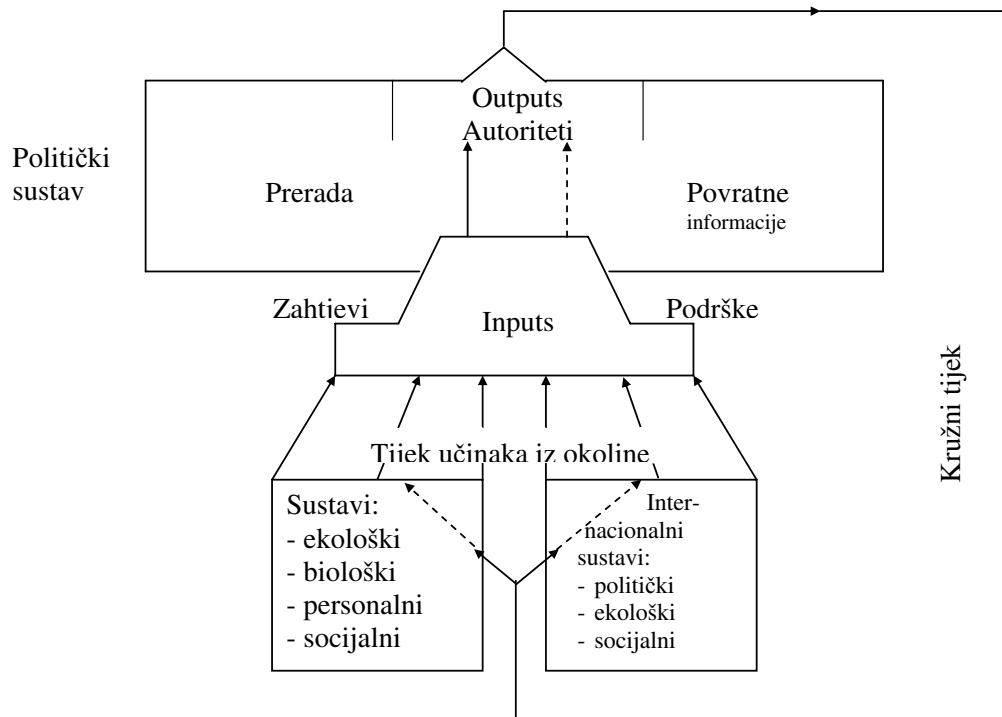 Outputs
Autoriteti
Politički
sustav
Prerada
Povratne
informacije
Zahtjevi
Inputs
Podrške
Kružni tijek
Tijek učinaka iz okoline
Sustavi:
- ekološki
- biološki
- personalni
- socijalni
Inter-
nacionalni
sustavi:
- politički
- ekološki
- socijalni